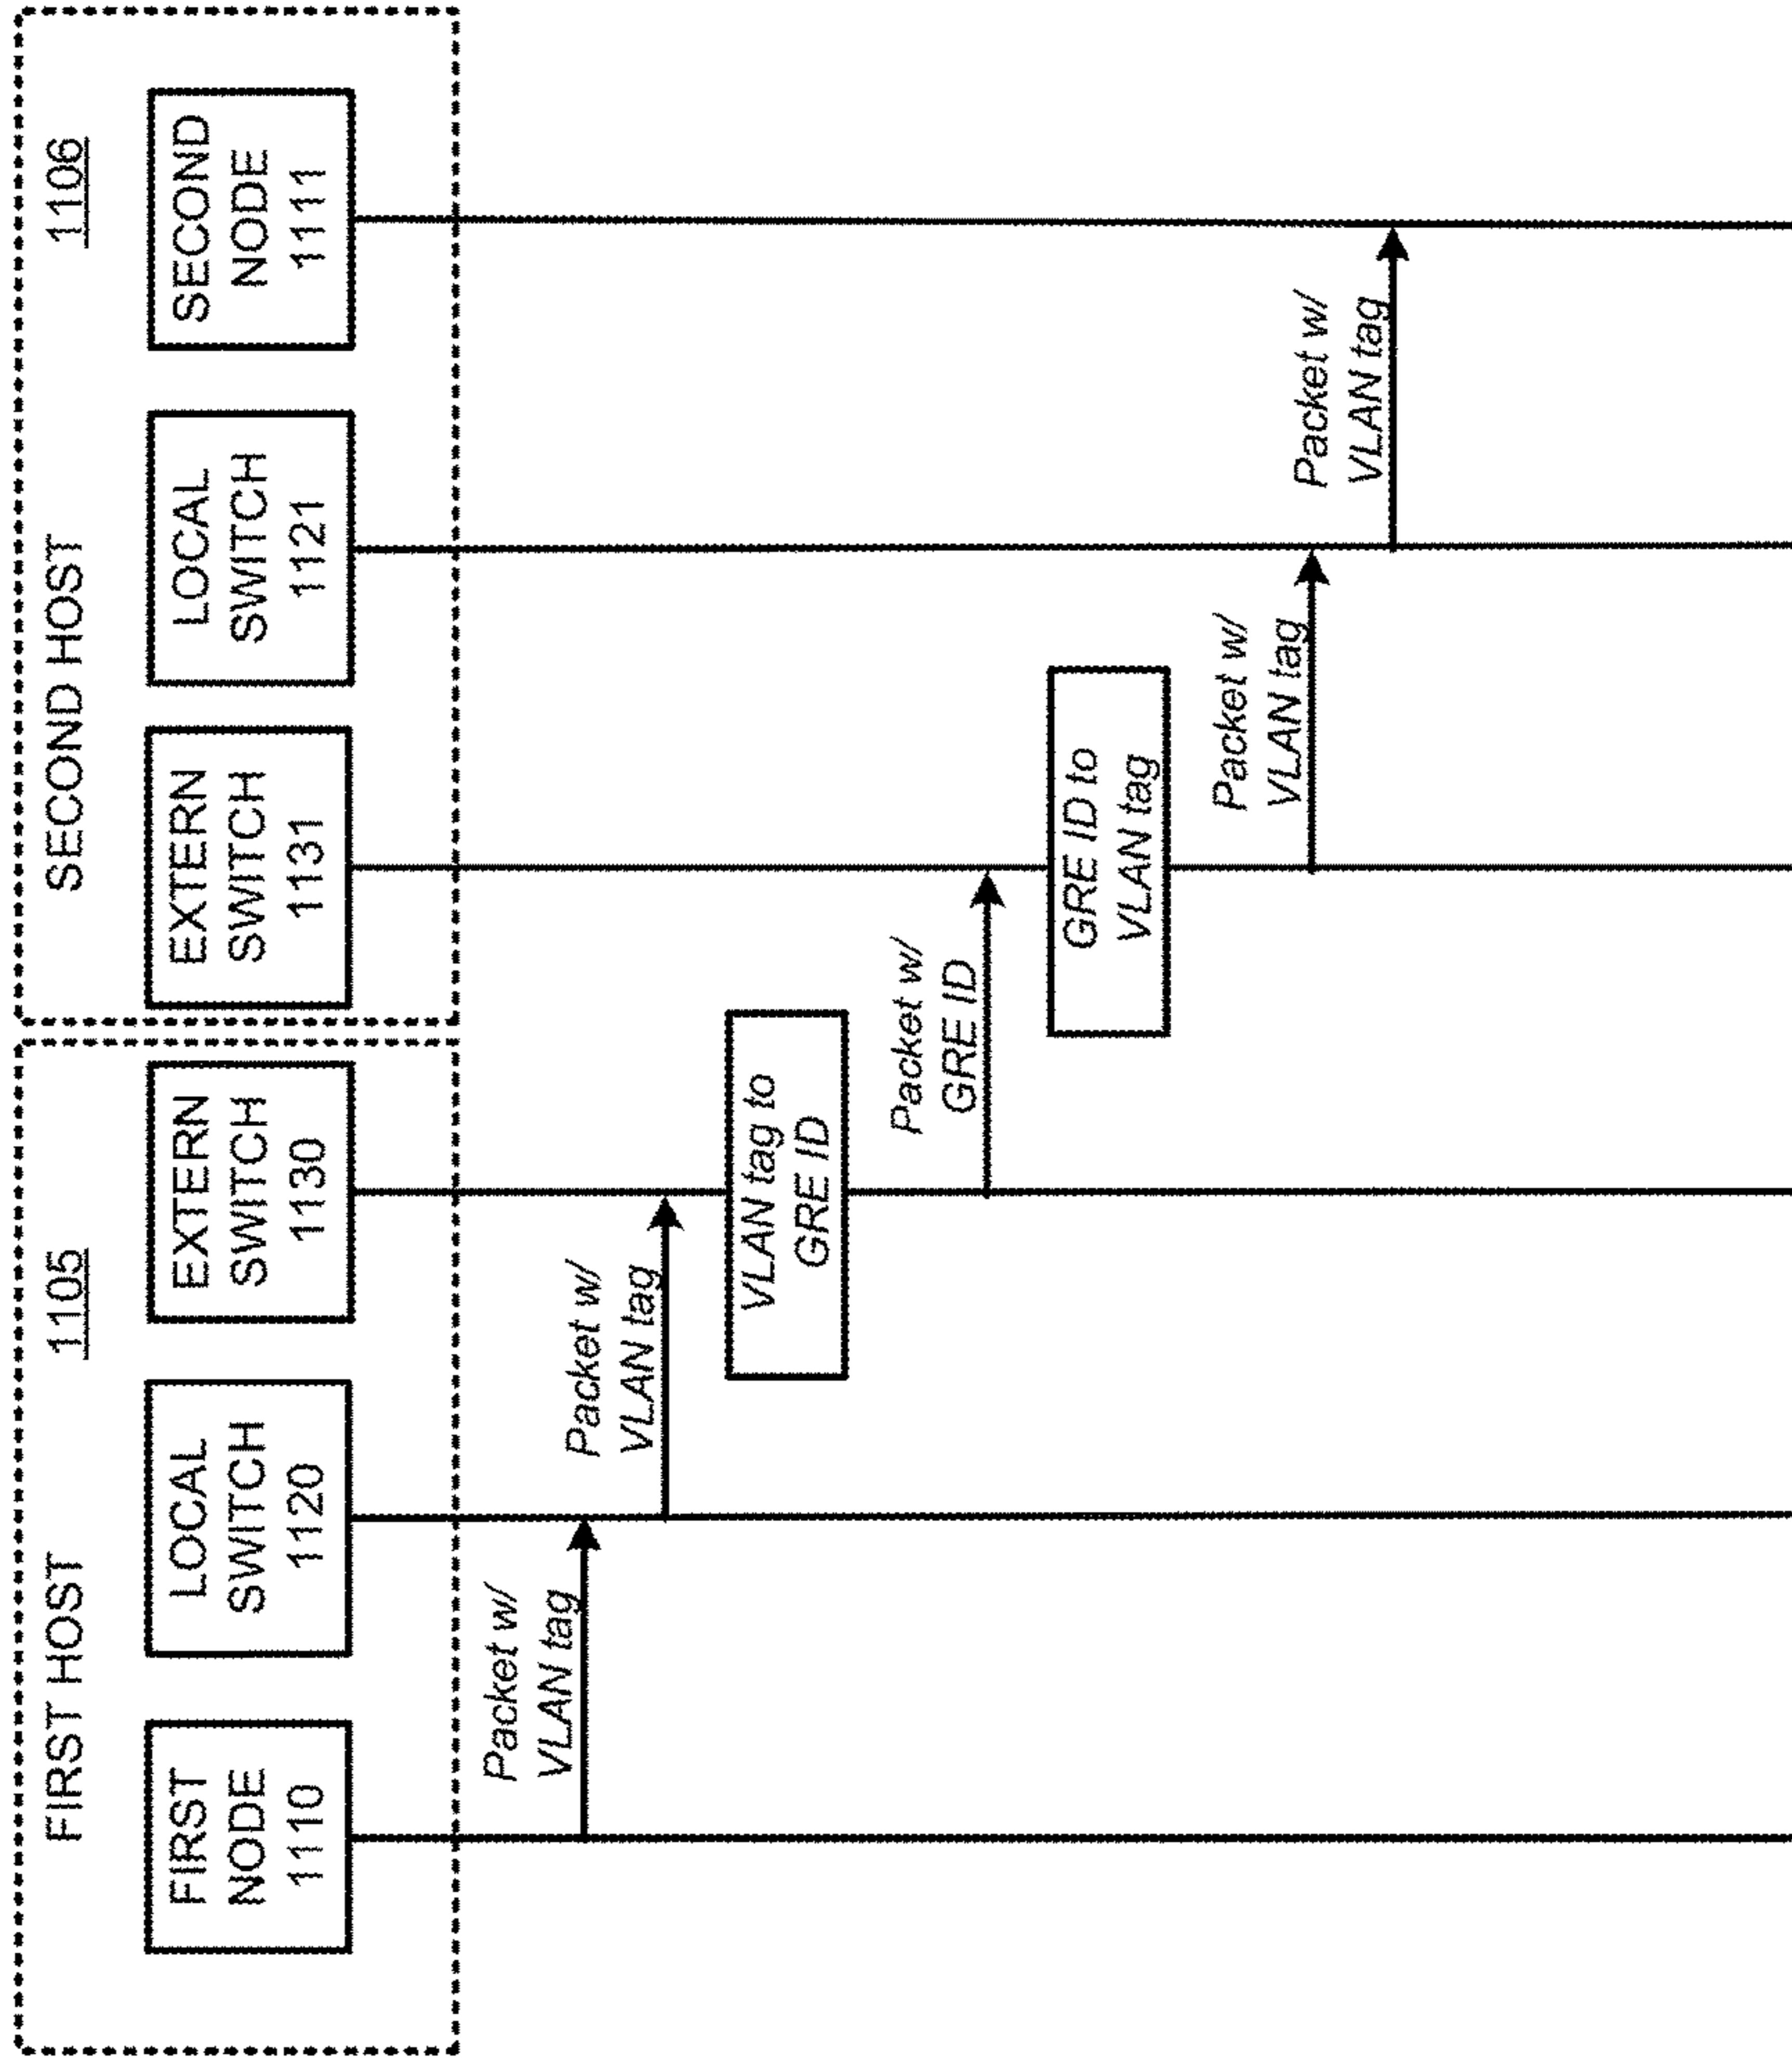 FIRST HOST
1105
SECOND HOST
1106
FIRST
NODE
1110
LOCAL
SWITCH
1120
EXTERN
SWITCH
1130
EXTERN
SWITCH
1131
LOCAL
SWITCH
1121
SECOND
NODE
1111
Packet w/
VLAN tag
Packet w/
VLAN tag
VLAN tag to
GRE ID
Packet w/
GRE ID
GRE ID to
VLAN tag
Packet w/
VLAN tag
Packet w/
VLAN tag